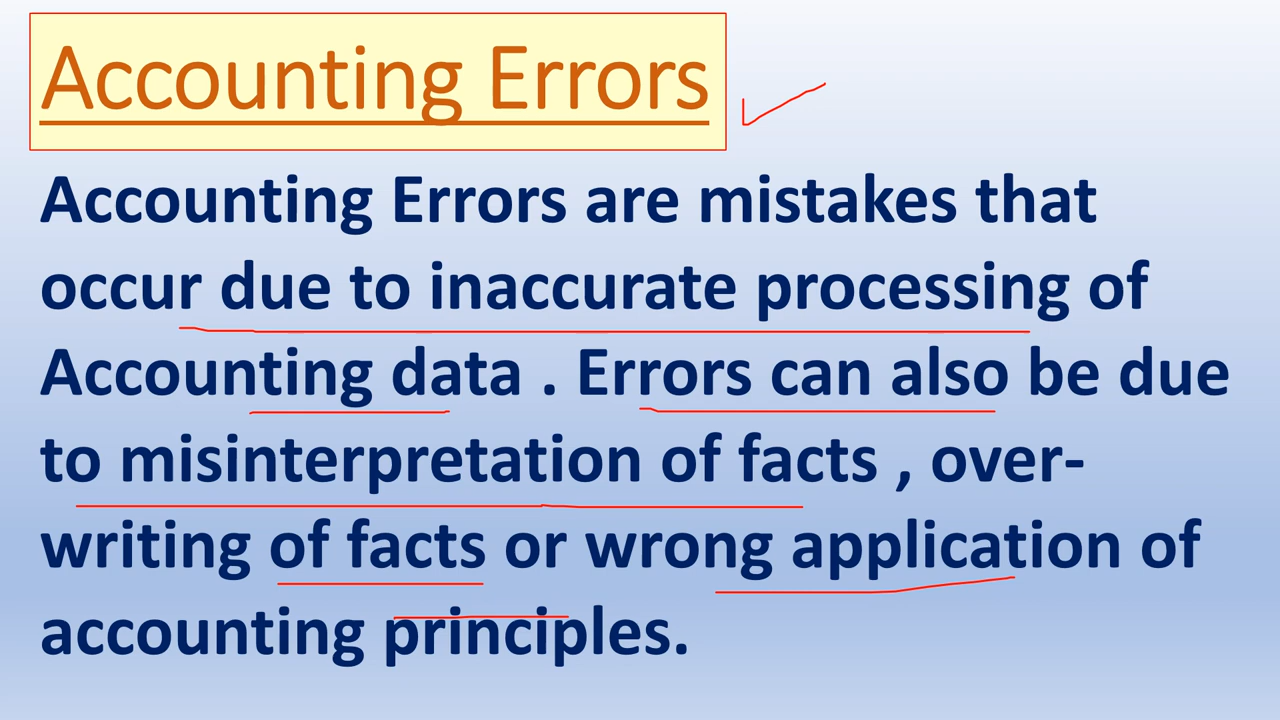 Accounting Errors
Accounting Errors are mistakes that
occur due to inaccurate processing of
Accounting data . Errors can also be due
to misinterpretation of facts , over-
writing of facts or wrong application of
accounting principles.